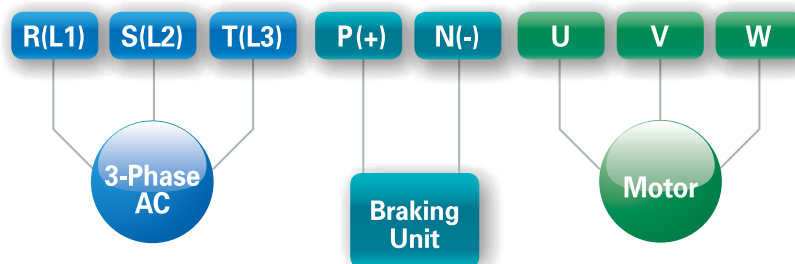 R(L1) S(L2) T(L3) P(+) N(-) U V W
3-Phase
AC
Braking
Unit
Motor